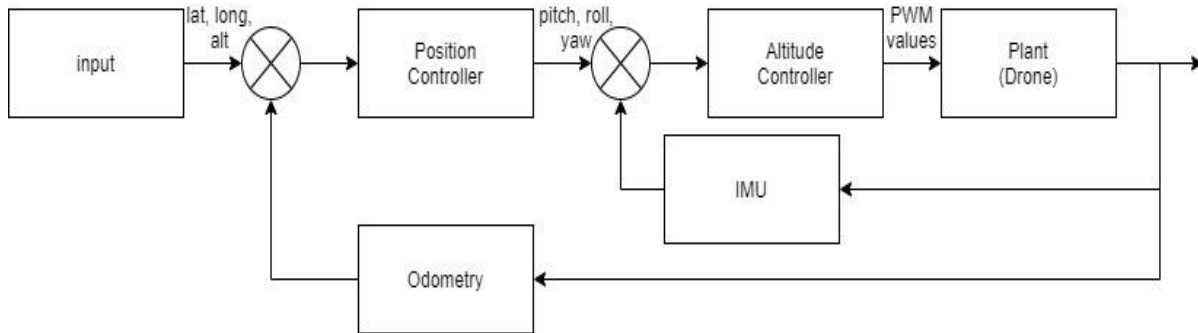 input
lat, long,
alt
Position
Controller
pitch, roll,
yaw
Altitude
Controller
PWM
values
Plant
(Drone)
IMU
Odometry